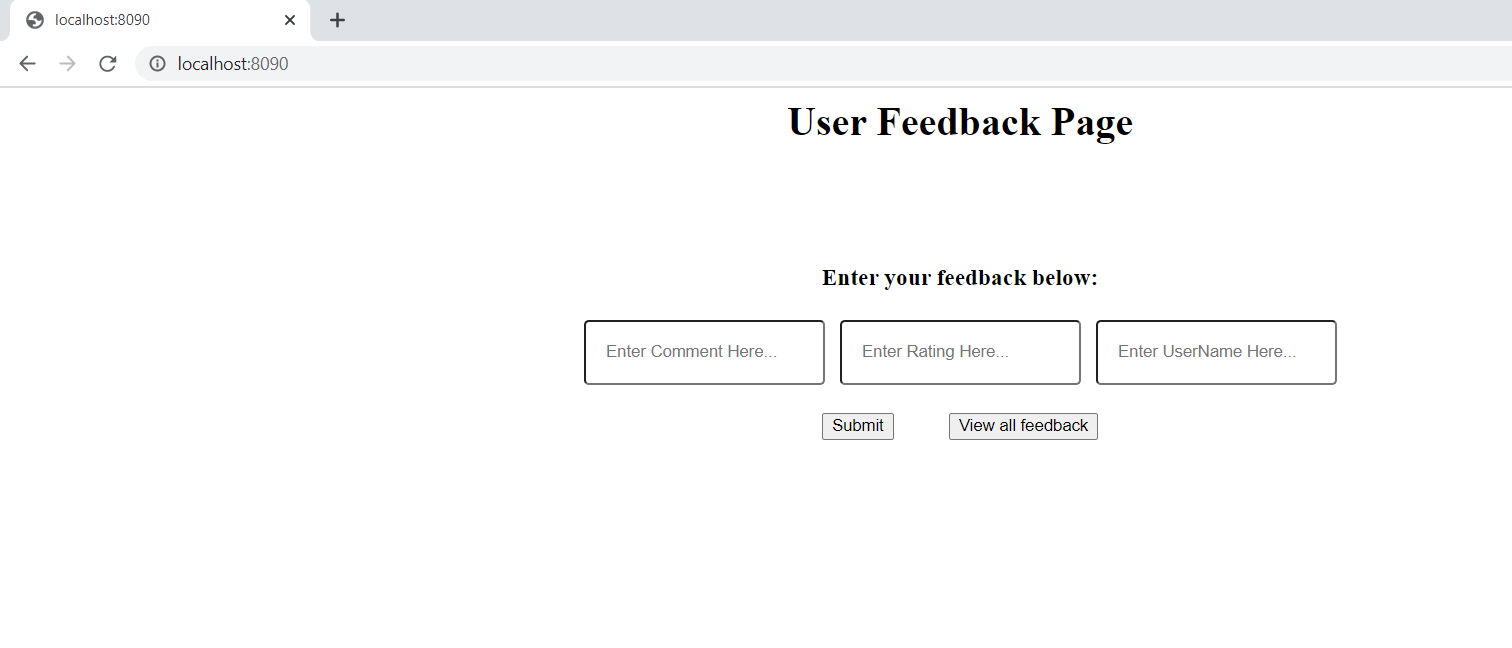 localhost:8090
localhost:8090
User Feedback Page
Enter your feedback below:
Enter Comment Here... Enter Rating Here... Enter UserName Here...
Submit View all feedback